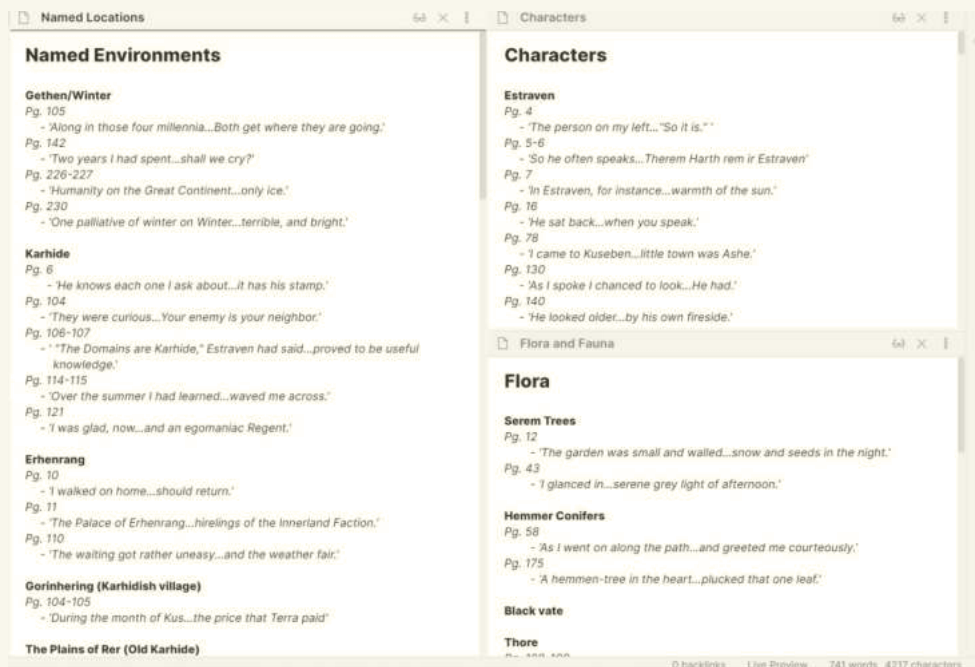 Named Locations
Named Environments
Gethen/Winter
Pg. 105
- 'Along in those four millennia...Both get where they are going.'
Pg. 142
- 'Two years I had spent...shall we cry?'
Pg. 226-227
- 'Humanity on the Great Continent...only ice.'
Pg. 230
- 'One palliative of winter on Winter...terrible, and bright.'
Karhide
Pg. 6
- 'He knows each one I ask about...it has his stamp.'
Pg. 104
- 'They were curious...Your enemy is your neighbor.'
Pg. 106-107
- ' "The Domains are Karhide," Estraven had said...proved to be useful
knowledge.'
Pg. 114-115
- 'Over the summer I had learned...waved me across.'
Pg. 121
- 'I was glad, now...and an egomaniac Regent.'
Erhenrang
Pg. 10
- 'I walked on home...should return.'
Pg. 11
- 'The Palace of Erhenrang...hirelings of the Innerland Faction.'
Pg. 110
- 'The waiting got rather uneasy...and the weather fair.'
Gorinhering (Karhidish village)
Pg. 104-105
- 'During the month of Kus...the price that Terra paid'
The Plains of Rer (Old Karhide)
Characters
Characters
Estraven
Pg. 4
- 'The person on my left..."So it is." '
Pg. 5-6
- 'So he often speaks...Therem Harth rem ir Estraven'
Pg. 7
- 'In Estraven, for instance...warmth of the sun.'
Pg. 16
- 'He sat back...when you speak.'
Pg. 78
- 'I came to Kuseben...little town was Ashe.'
Pg. 130
- 'As I spoke I chanced to look...He had.'
Pg. 140
- 'He looked older...by his own fireside.'
Flora and Fauna
Flora
Serem Trees
Pg. 12
- 'The garden was small and walled...snow and seeds in the night.'
Pg. 43
- 'I glanced in...serene grey light of afternoon.'
Hemmer Conifers
Pg. 58
- 'As I went on along the path...and greeted me courteously.'
Pg. 175
- 'A hemmen-tree in the heart...plucked that one leaf.'
Black vate
Thore
0 backlinks Live Preview 741 words 4217 characters